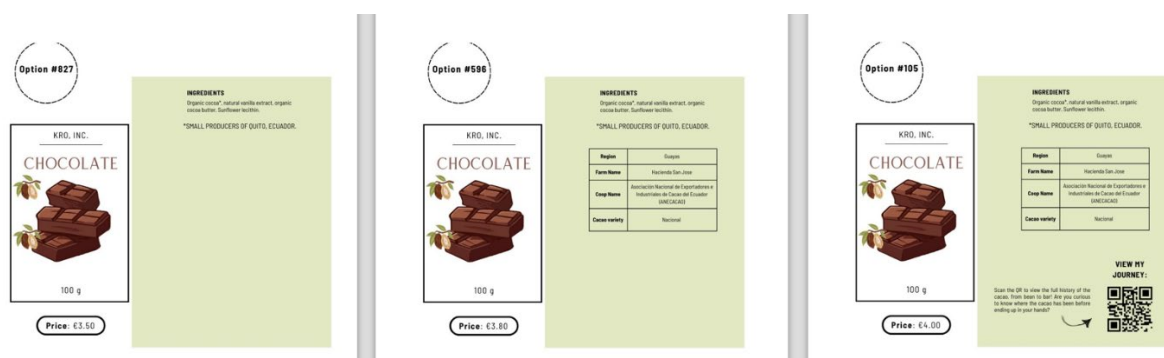 Option #827
INGREDIENTS
Organic cocoa*, natural vanilla extract, organic
cocoa butter, Sunflower lecithin.
*SMALL PRODUCERS OF QUITO, ECUADOR.
KRO, INC.
CHOCOLATE
100 g
Price: €3.50
Option #596
INGREDIENTS
Organic cocoa*, natural vanilla extract, organic
cocoa butter, Sunflower lecithin.
*SMALL PRODUCERS OF QUITO, ECUADOR.
KRO, INC.
CHOCOLATE
Region Guayas
Farm Name Hacienda San Jose
Coop Name Asociación Nacional de Exportadores e
Industriales de Cacao del Ecuador
(ANECACAO)
Cacao variety Nacional
100 g
Price: €3.80
Option #105
INGREDIENTS
Organic cocoa*, natural vanilla extract, organic
cocoa butter, Sunflower lecithin.
*SMALL PRODUCERS OF QUITO, ECUADOR.
KRO, INC.
CHOCOLATE
Region Guayas
Farm Name Hacienda San Jose
Coop Name Asociación Nacional de Exportadores e
Industriales de Cacao del Ecuador
(ANECACAO)
Cacao variety Nacional
100 g
VIEW MY
JOURNEY:
Scan the QR to view the full history of the
cacao, from bean to bar! Are you curious
to know where the cacao has been before
ending up in your hands?
Price: €4.00